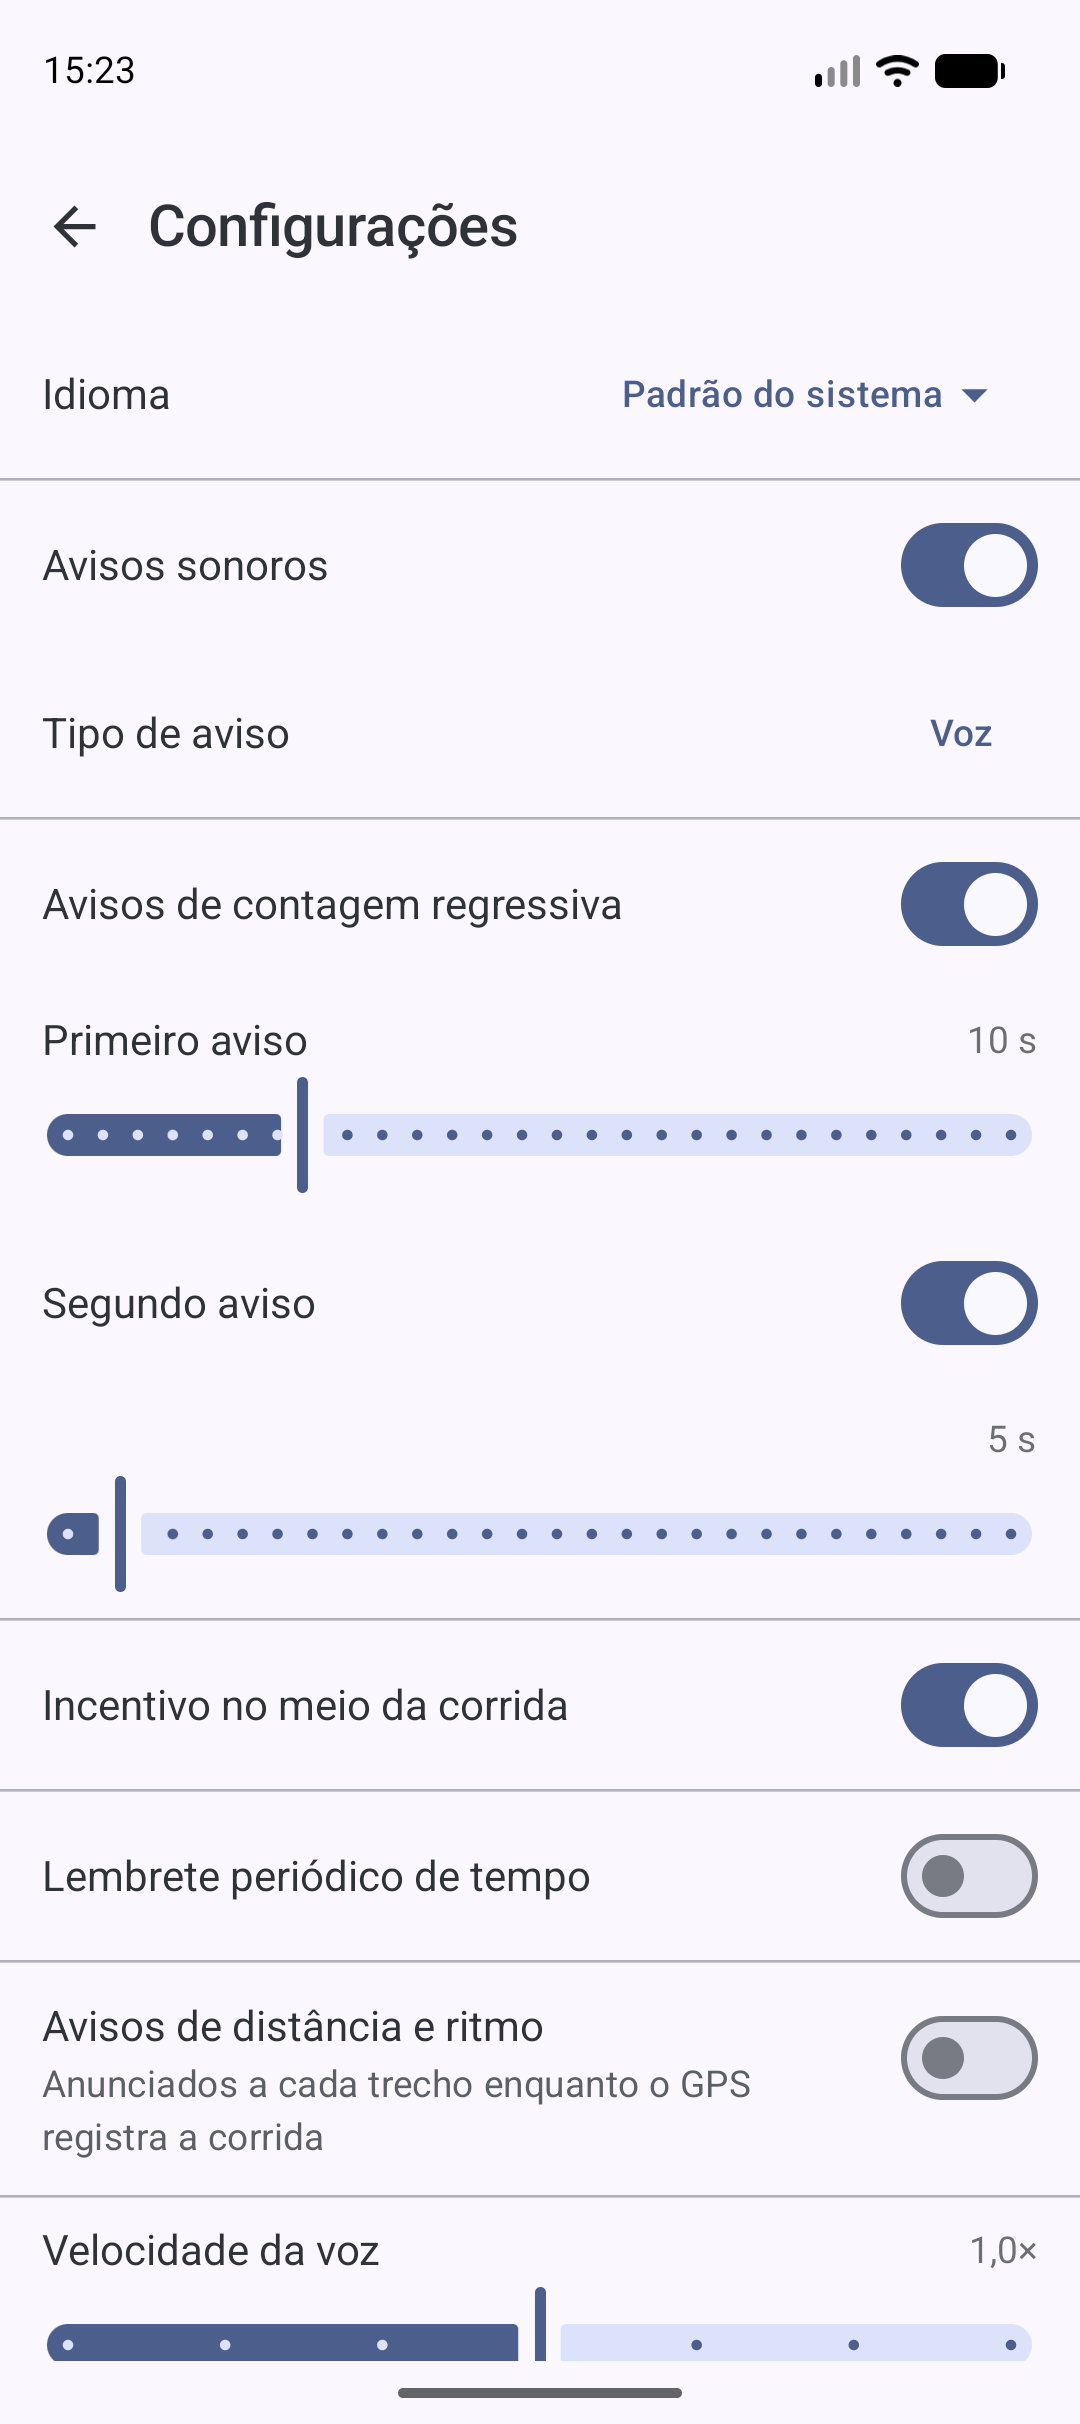 15:23
Configurações
Idioma
Padrão do sistema
Avisos sonoros
Tipo de aviso
Voz
Avisos de contagem regressiva
Primeiro aviso
10 s
Segundo aviso
5 s
Incentivo no meio da corrida
Lembrete periódico de tempo
Avisos de distância e ritmo
Anunciados a cada trecho enquanto o GPS
registra a corrida
Velocidade da voz
1,0×